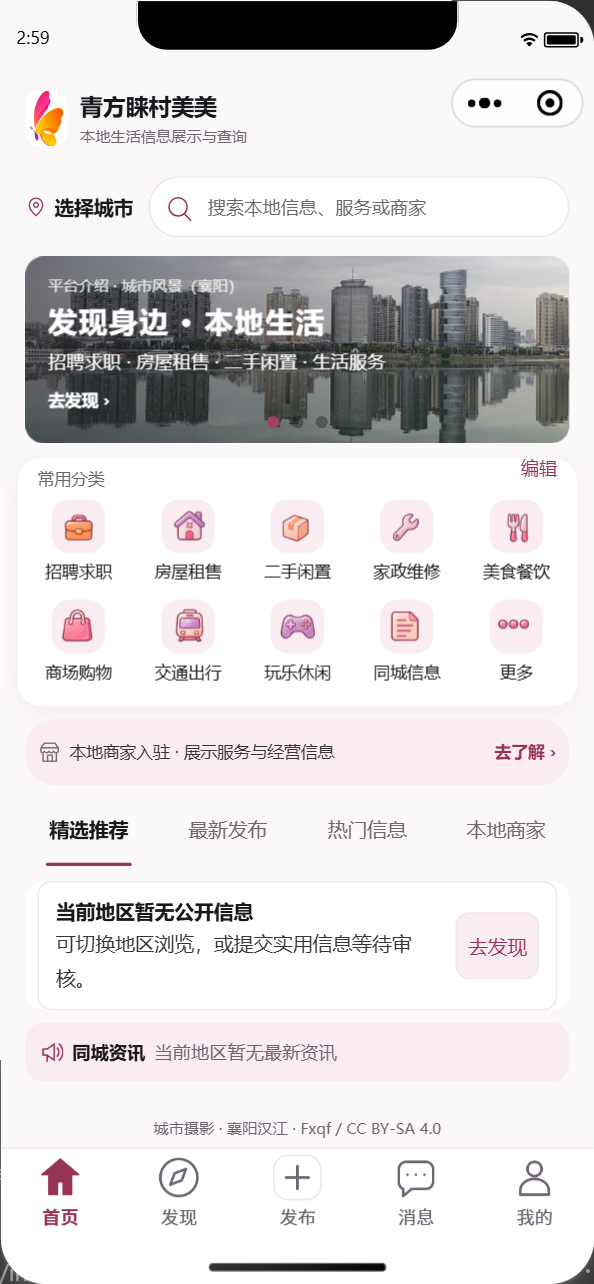 2:59
青方睐村美美
本地生活信息展示与查询
选择城市
搜索本地信息、服务或商家
平台介绍 · 城市风景（襄阳）
发现身边 · 本地生活
招聘求职 · 房屋租售 · 二手闲置 · 生活服务
去发现 ›
常用分类
编辑
招聘求职 房屋租售 二手闲置 家政维修 美食餐饮
商场购物 交通出行 玩乐休闲 同城信息 更多
本地商家入驻 · 展示服务与经营信息
去了解 ›
精选推荐 最新发布 热门信息 本地商家
当前地区暂无公开信息
可切换地区浏览，或提交实用信息等待审
核。
去发现
同城资讯 当前地区暂无最新资讯
城市摄影 · 襄阳汉江 · Fxqf / CC BY-SA 4.0
首页 发现 发布 消息 我的